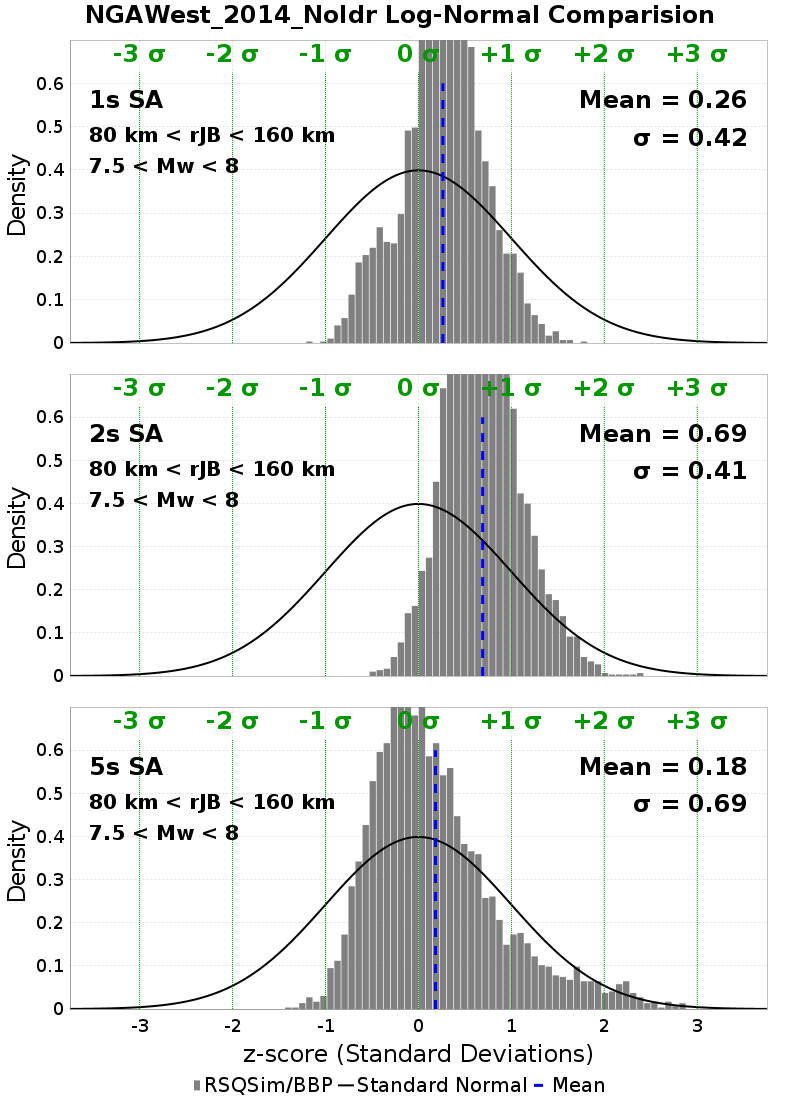 NGAWest_2014_NoIdr Log-Normal Comparision
-3 σ -2 σ -1 σ 0 σ +1 σ +2 σ +3 σ
1s SA Mean = 0.26
80 km < rJB < 160 km σ = 0.42
7.5 < Mw < 8
Density
0.6
0.5
0.4
0.3
0.2
0.1
0
-3 σ -2 σ -1 σ 0 σ +1 σ +2 σ +3 σ
2s SA Mean = 0.69
80 km < rJB < 160 km σ = 0.41
7.5 < Mw < 8
Density
0.6
0.5
0.4
0.3
0.2
0.1
0
-3 σ -2 σ -1 σ 0 σ +1 σ +2 σ +3 σ
5s SA Mean = 0.18
80 km < rJB < 160 km σ = 0.69
7.5 < Mw < 8
Density
0.6
0.5
0.4
0.3
0.2
0.1
0
-3 -2 -1 0 1 2 3
z-score (Standard Deviations)
RSQSim/BBP Standard Normal Mean